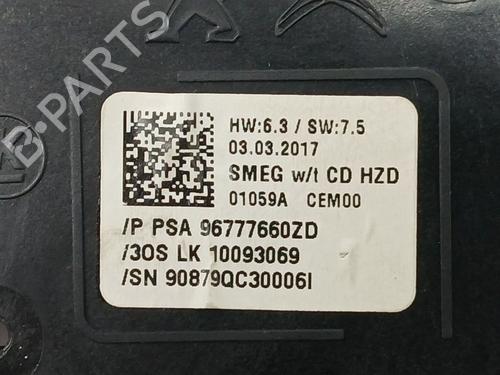 HW:6.3 / SW:7.5
03.03.2017
SMEG w/t CD HZD
01059A CEM00
/P PSA 96777660ZD
/3OS LK 10093069
/SN 90879QC30006I
B-PARTS